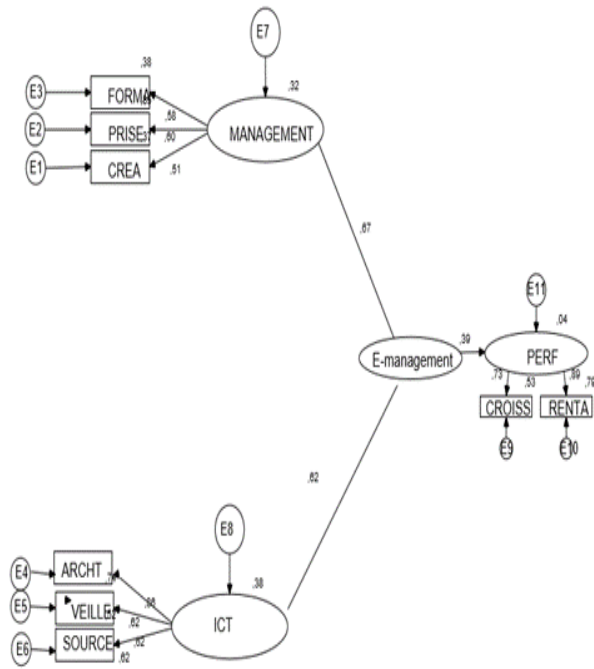 E7
,38
,32
E3
FORMA
,58
E2
PRISE
,60
MANAGEMENT
E1
CREA
,51
,67
E11
,04
,39
E-management
PERF
,73
,53
,89
,79
CROISS
RENTA
E9
E10
,62
E8
,38
E4
ARCHT
,86
E5
VEILLE
,62
ICT
E6
SOURCE
,62
,62